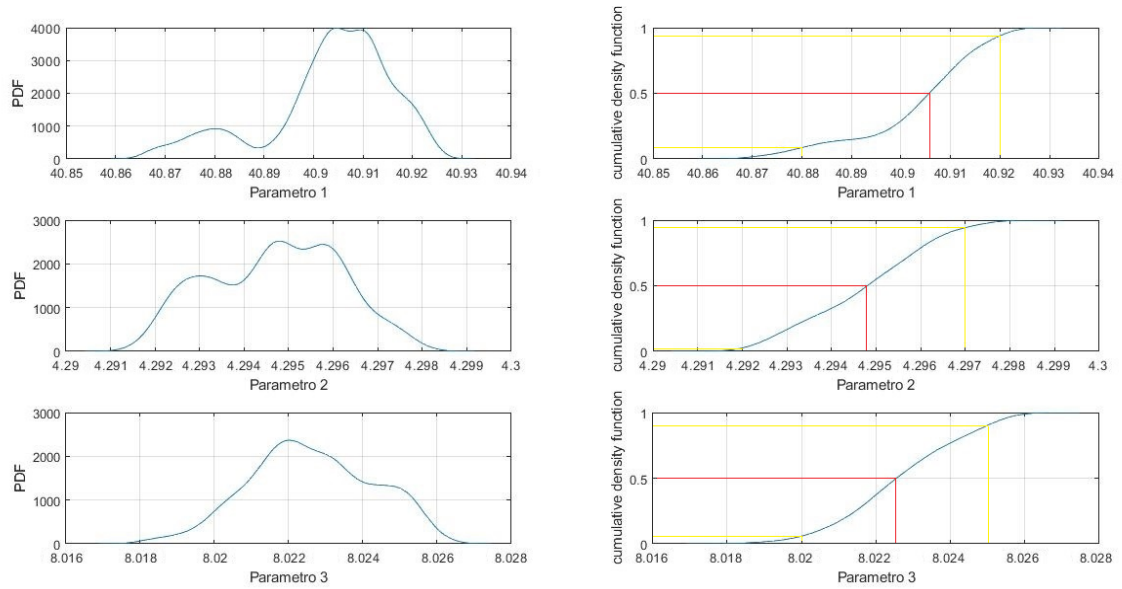 4000
3000
2000
1000
0
PDF
40.85 40.86 40.87 40.88 40.89 40.9 40.91 40.92 40.93 40.94
Parametro 1
1
0.5
0
cumulative density function
40.85 40.86 40.87 40.88 40.89 40.9 40.91 40.92 40.93 40.94
Parametro 1
3000
2000
1000
0
PDF
4.29 4.291 4.292 4.293 4.294 4.295 4.296 4.297 4.298 4.299 4.3
Parametro 2
1
0.5
0
cumulative density function
4.29 4.291 4.292 4.293 4.294 4.295 4.296 4.297 4.298 4.299 4.3
Parametro 2
3000
2000
1000
0
PDF
8.016 8.018 8.02 8.022 8.024 8.026 8.028
Parametro 3
1
0.5
0
cumulative density function
8.016 8.018 8.02 8.022 8.024 8.026 8.028
Parametro 3